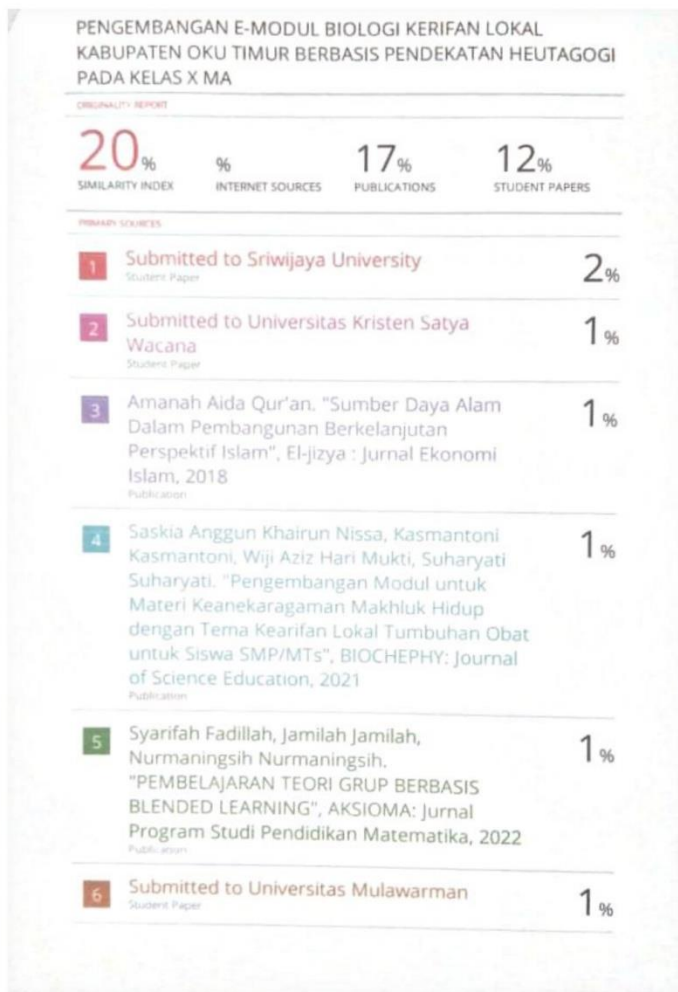 PENGEMBANGAN E-MODUL BIOLOGI KERIFAN LOKAL
KABUPATEN OKU TIMUR BERBASIS PENDEKATAN HEUTAGOGI
PADA KELAS X MA
ORIGINALITY REPORT
20% % 17% 12%
SIMILARITY INDEX INTERNET SOURCES PUBLICATIONS STUDENT PAPERS
PRIMARY SOURCES
1 Submitted to Sriwijaya University 2%
Student Paper
2 Submitted to Universitas Kristen Satya 1%
Wacana
Student Paper
3 Amanah Aida Qur'an. "Sumber Daya Alam 1%
Dalam Pembangunan Berkelanjutan
Perspektif Islam", El-jizya : Jurnal Ekonomi
Islam, 2018
Publication
4 Saskia Anggun Khairun Nissa, Kasmantoni 1%
Kasmantoni, Wiji Aziz Hari Mukti, Suharyati
Suharyati. "Pengembangan Modul untuk
Materi Keanekaragaman Makhluk Hidup
dengan Tema Kearifan Lokal Tumbuhan Obat
untuk Siswa SMP/MTs", BIOCHEPHY: Journal
of Science Education, 2021
Publication
5 Syarifah Fadillah, Jamilah Jamilah, 1%
Nurmaningsih Nurmaningsih.
"PEMBELAJARAN TEORI GRUP BERBASIS
BLENDED LEARNING", AKSIOMA: Jurnal
Program Studi Pendidikan Matematika, 2022
Publication
6 Submitted to Universitas Mulawarman 1%
Student Paper